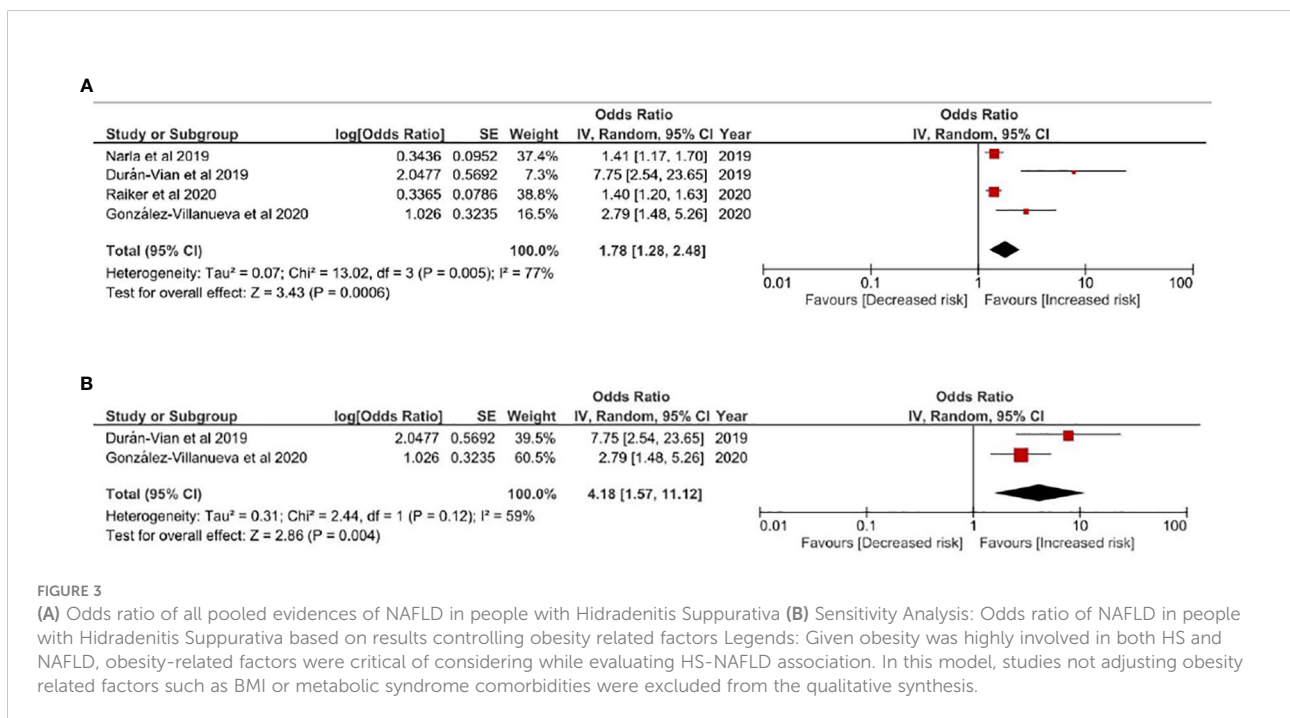 A
Odds Ratio Odds Ratio
Study or Subgroup log[Odds Ratio] SE Weight IV, Random, 95% CI Year IV, Random, 95% CI
Narla et al 2019 0.3436 0.0952 37.4% 1.41 [1.17, 1.70] 2019
Durán-Vian et al 2019 2.0477 0.5692 7.3% 7.75 [2.54, 23.65] 2019
Raiker et al 2020 0.3365 0.0786 38.8% 1.40 [1.20, 1.63] 2020
González-Villanueva et al 2020 1.026 0.3235 16.5% 2.79 [1.48, 5.26] 2020
Total (95% CI) 100.0% 1.78 [1.28, 2.48]
Heterogeneity: Tau² = 0.07; Chi² = 13.02, df = 3 (P = 0.005); I² = 77%
Test for overall effect: Z = 3.43 (P = 0.0006)
0.01 0.1 1 10 100
Favours [Decreased risk] Favours [Increased risk]
B
Odds Ratio Odds Ratio
Study or Subgroup log[Odds Ratio] SE Weight IV, Random, 95% CI Year IV, Random, 95% CI
Durán-Vian et al 2019 2.0477 0.5692 39.5% 7.75 [2.54, 23.65] 2019
González-Villanueva et al 2020 1.026 0.3235 60.5% 2.79 [1.48, 5.26] 2020
Total (95% CI) 100.0% 4.18 [1.57, 11.12]
Heterogeneity: Tau² = 0.31; Chi² = 2.44, df = 1 (P = 0.12); I² = 59%
Test for overall effect: Z = 2.86 (P = 0.004)
0.01 0.1 1 10 100
Favours [Decreased risk] Favours [Increased risk]
FIGURE 3
(A) Odds ratio of all pooled evidences of NAFLD in people with Hidradenitis Suppurativa (B) Sensitivity Analysis: Odds ratio of NAFLD in people
with Hidradenitis Suppurativa based on results controlling obesity related factors Legends: Given obesity was highly involved in both HS and
NAFLD, obesity-related factors were critical of considering while evaluating HS-NAFLD association. In this model, studies not adjusting obesity
related factors such as BMI or metabolic syndrome comorbidities were excluded from the qualitative synthesis.